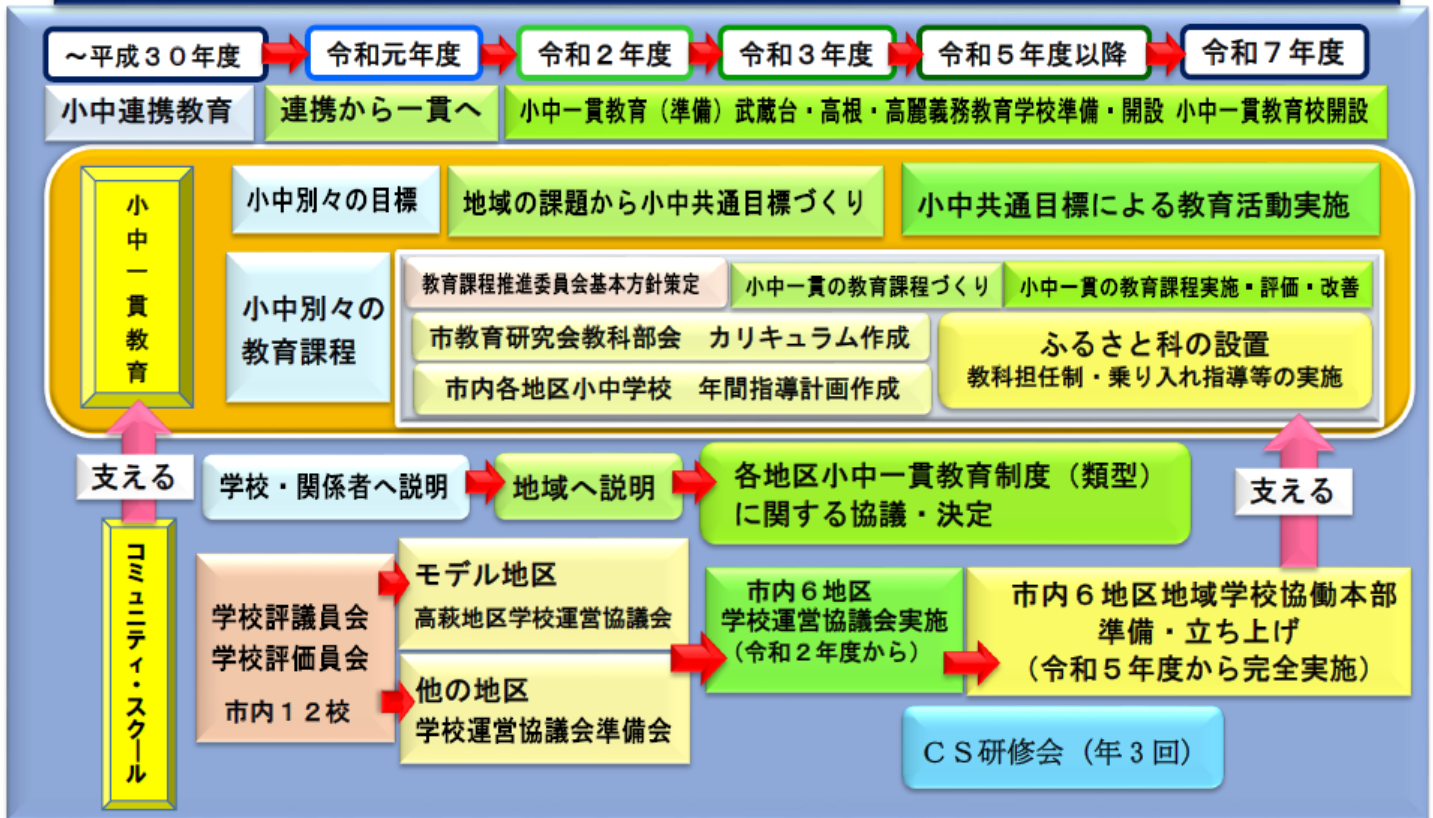 ～平成３０年度
令和元年度
令和２年度
令和３年度
令和５年度以降
令和７年度
小中連携教育
連携から一貫へ
小中一貫教育（準備）武蔵台・高根・高麗義務教育学校準備・開設 小中一貫教育校開設
小中一貫教育
小中別々の目標
地域の課題から小中共通目標づくり
小中共通目標による教育活動実施
小中別々の
教育課程
教育課程推進委員会基本方針策定
小中一貫の教育課程づくり
小中一貫の教育課程実施・評価・改善
市教育研究会教科部会　カリキュラム作成
市内各地区小中学校　年間指導計画作成
ふるさと科の設置
教科担任制・乗り入れ指導等の実施
支える
学校・関係者へ説明
地域へ説明
各地区小中一貫教育制度（類型）
に関する協議・決定
支える
コミュニティ・スクール
学校評議員会
学校評価員会
市内１２校
モデル地区
高萩地区学校運営協議会
他の地区
学校運営協議会準備会
市内６地区
学校運営協議会実施
（令和２年度から）
市内６地区地域学校協働本部
準備・立ち上げ
（令和５年度から完全実施）
ＣＳ研修会（年３回）